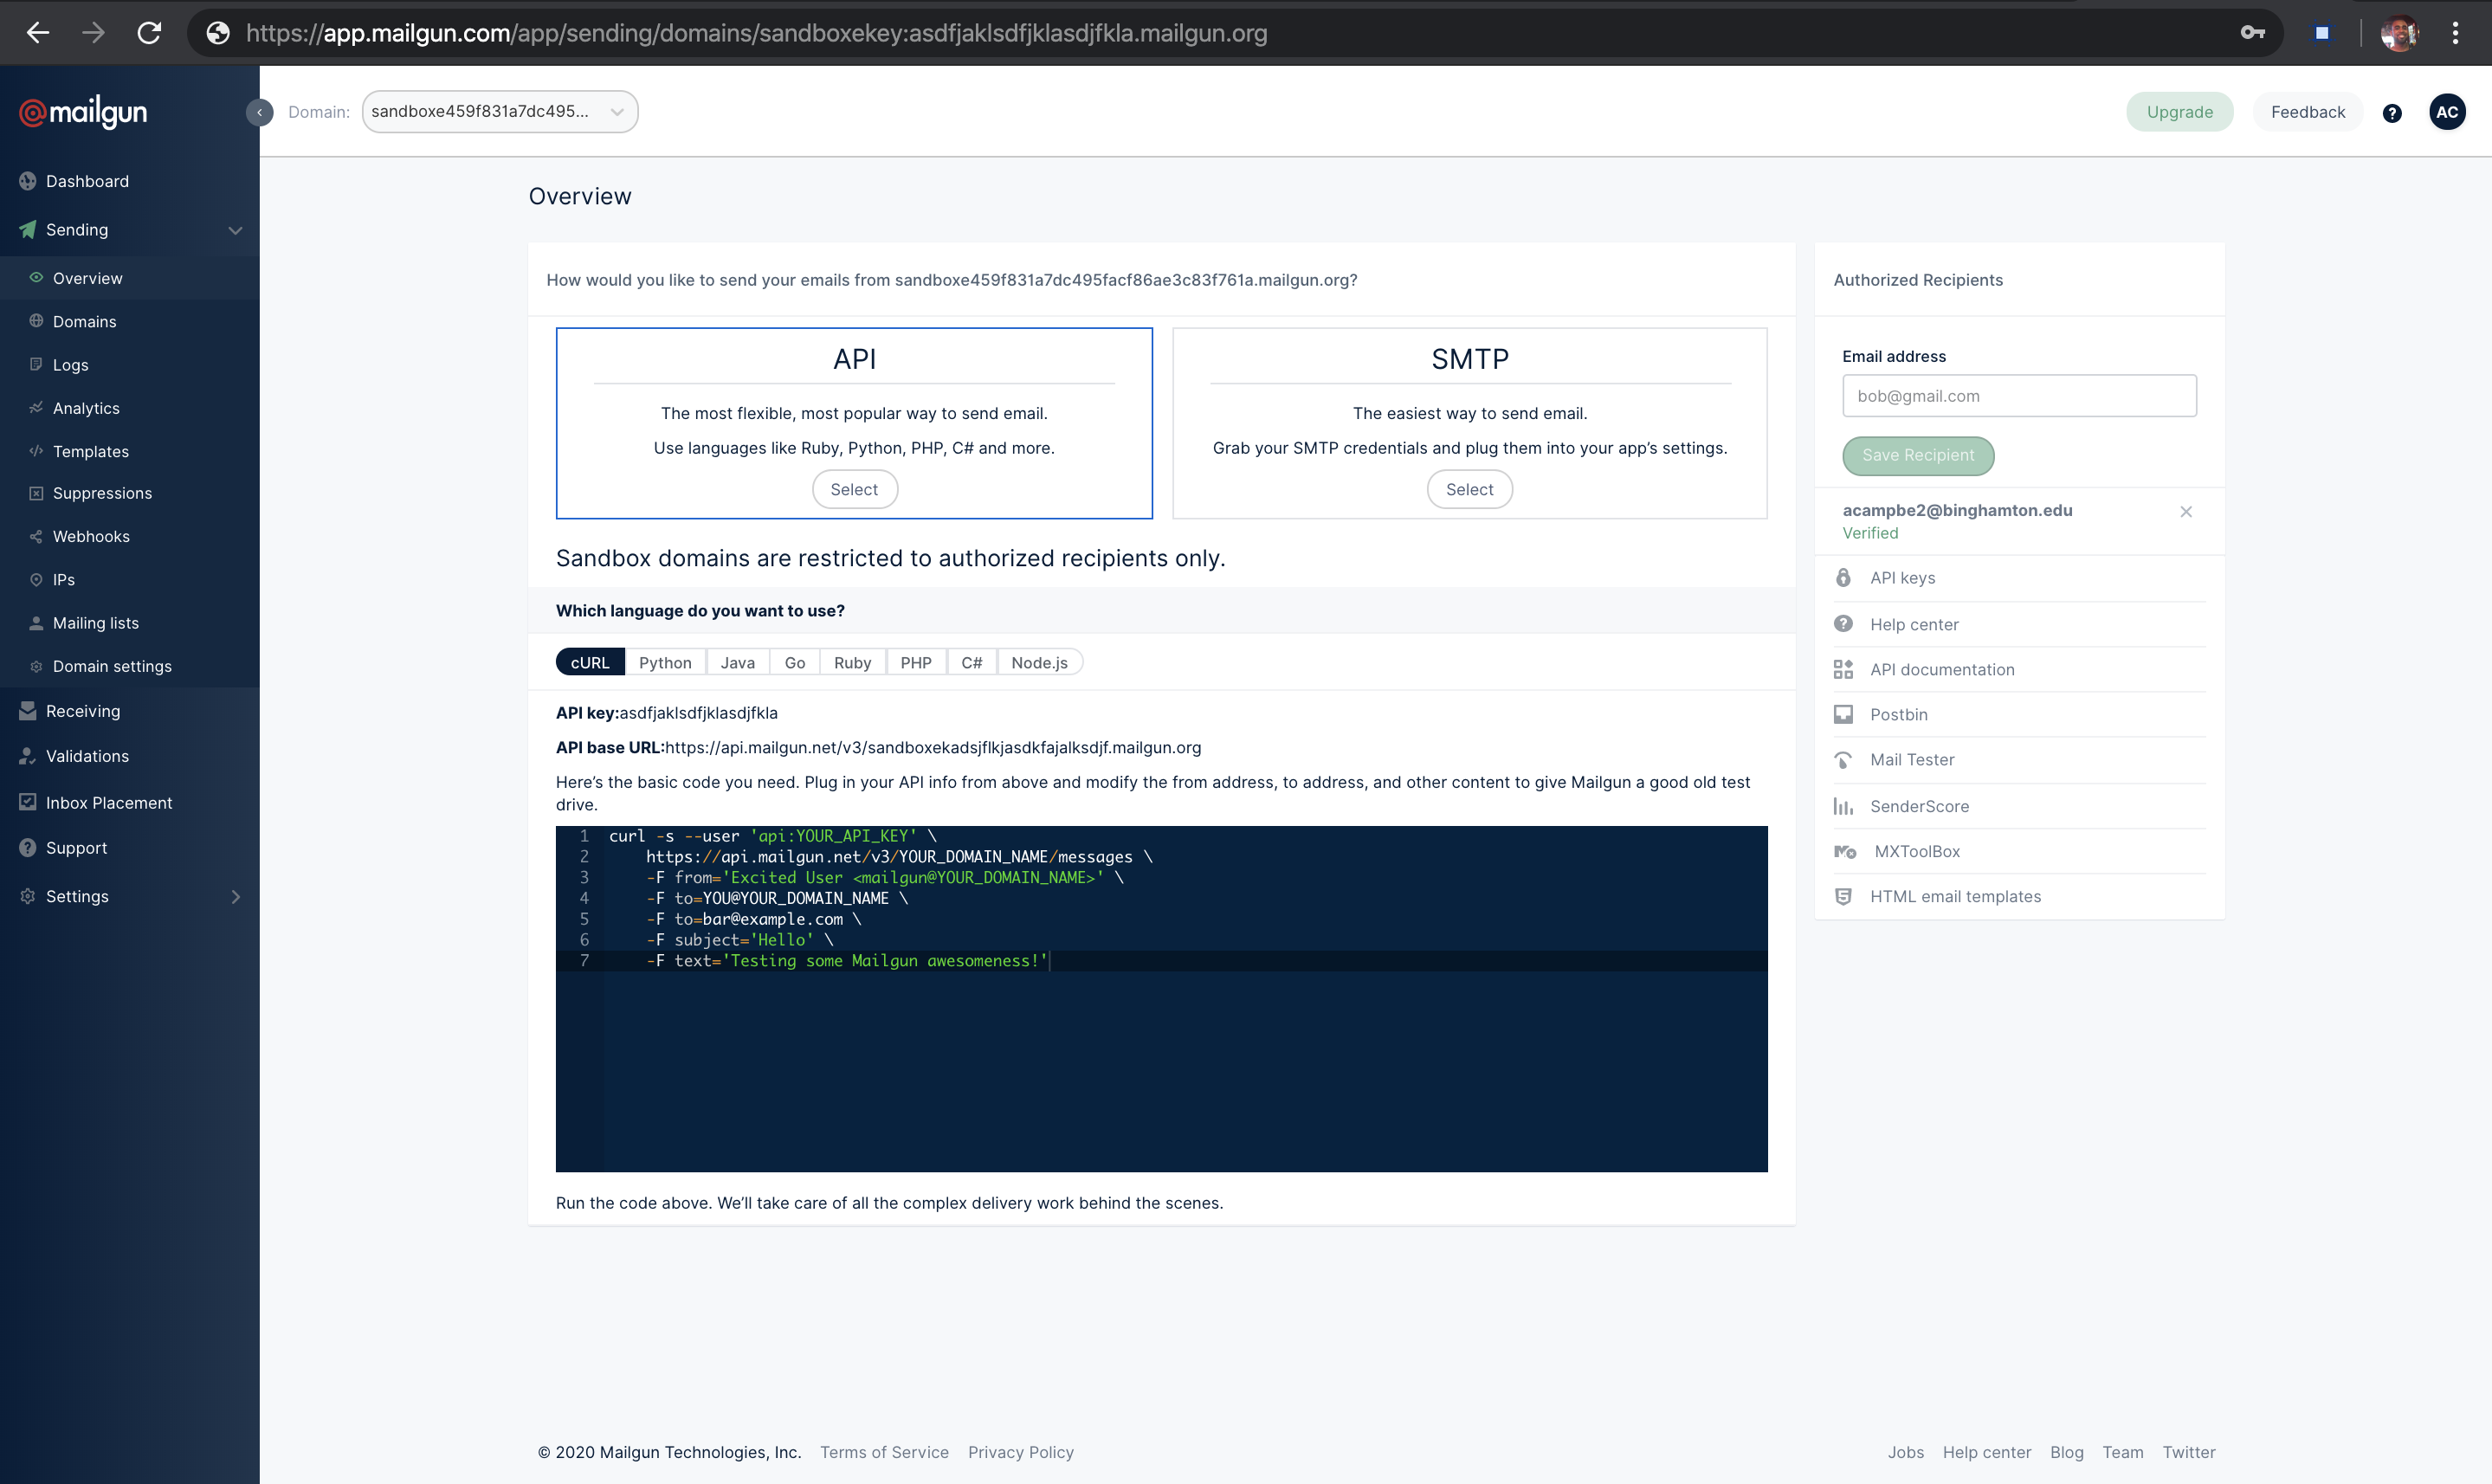 https://app.mailgun.com/app/sending/domains/sandboxekey:asdfjaklsdfjklasdjfkla.mailgun.org
@mailgun
Domain:
sandboxe459f831a7dc495...
Upgrade
Feedback
?
AC
Dashboard
Sending
Overview
Domains
Logs
Analytics
Templates
Suppressions
Webhooks
IPs
Mailing lists
Domain settings
Receiving
Validations
Inbox Placement
Support
Settings
Overview
How would you like to send your emails from sandboxe459f831a7dc495facf86ae3c83f761a.mailgun.org?
API
The most flexible, most popular way to send email.
Use languages like Ruby, Python, PHP, C# and more.
Select
SMTP
The easiest way to send email.
Grab your SMTP credentials and plug them into your app’s settings.
Select
Sandbox domains are restricted to authorized recipients only.
Which language do you want to use?
cURL Python Java Go Ruby PHP C# Node.js
API key:asdfjaklsdfjklasdjfkla
API base URL:https://api.mailgun.net/v3/sandboxekadsjflkjasdkfajalksdjf.mailgun.org
Here’s the basic code you need. Plug in your API info from above and modify the from address, to address, and other content to give Mailgun a good old test
drive.
1 curl -s --user 'api:YOUR_API_KEY' \
2 https://api.mailgun.net/v3/YOUR_DOMAIN_NAME/messages \
3 -F from='Excited User <mailgun@YOUR_DOMAIN_NAME>' \
4 -F to=YOU@YOUR_DOMAIN_NAME \
5 -F to=bar@example.com \
6 -F subject='Hello' \
7 -F text='Testing some Mailgun awesomeness!'
Run the code above. We’ll take care of all the complex delivery work behind the scenes.
Authorized Recipients
Email address
bob@gmail.com
Save Recipient
acampbe2@binghamton.edu
Verified
API keys
Help center
API documentation
Postbin
Mail Tester
SenderScore
MXToolBox
HTML email templates
© 2020 Mailgun Technologies, Inc. Terms of Service Privacy Policy
Jobs Help center Blog Team Twitter